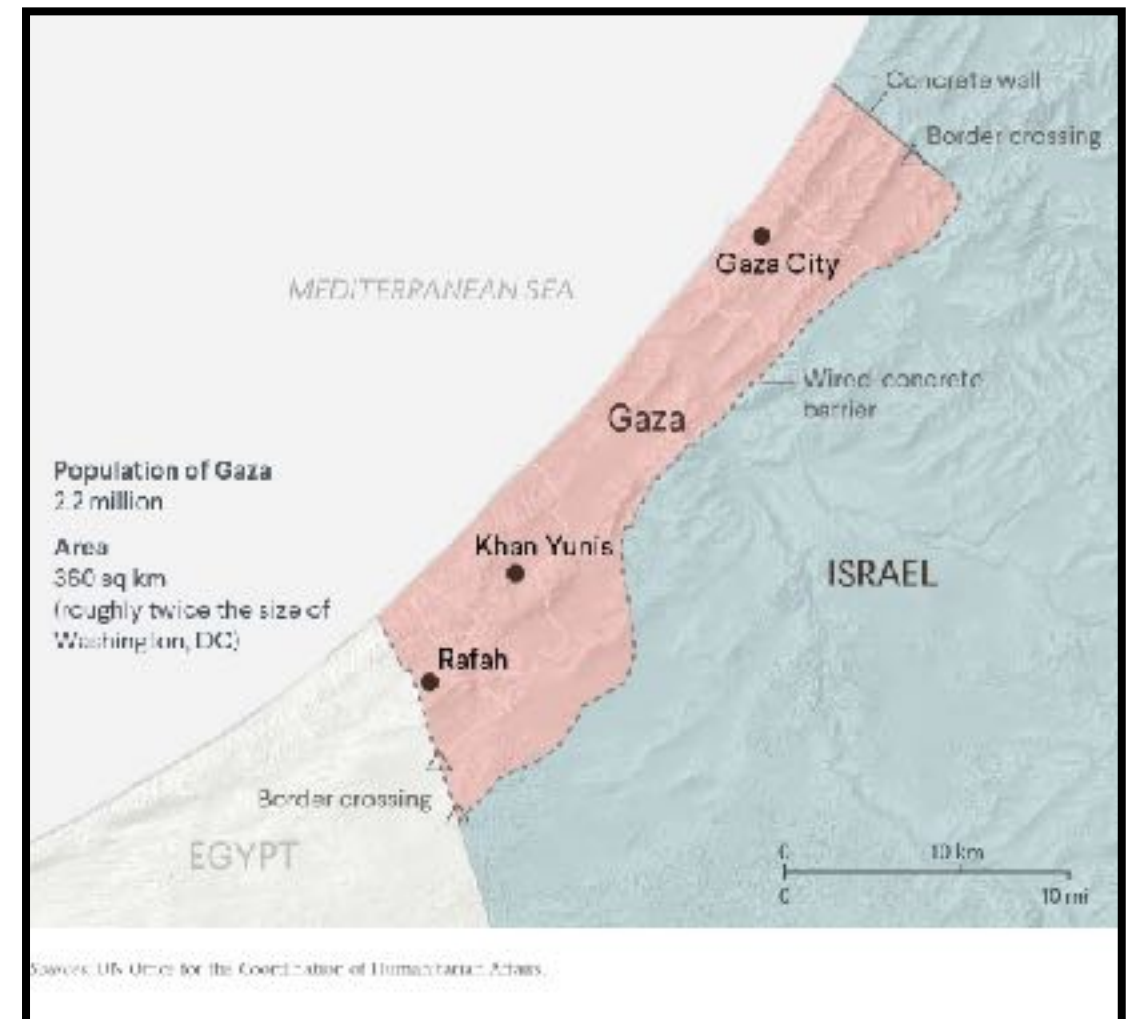 Concrete wall
Border crossing
Gaza City
MEDITERRANEAN SEA
Wired-concrete
barrier
Gaza
Population of Gaza
2.2 million
Khan Yunis
Area
360 sq km
(roughly twice the size of
Washington, DC)
ISRAEL
Rafah
Border crossing
EGYPT
0 10 km
0 10 mi
Sources: UN Office for the Coordination of Humanitarian Affairs.